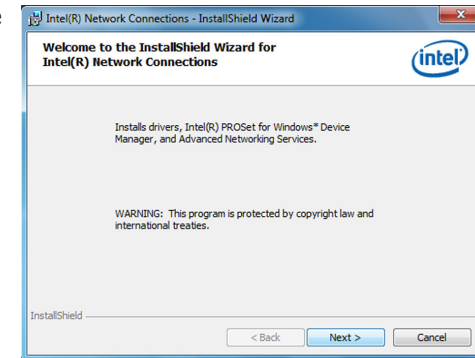 e
Intel(R) Network Connections - InstallShield Wizard
Welcome to the InstallShield Wizard for
Intel(R) Network Connections
intel
Installs drivers, Intel(R) PROSet for Windows* Device
Manager, and Advanced Networking Services.
WARNING: This program is protected by copyright law and
international treaties.
InstallShield
< Back Next > Cancel